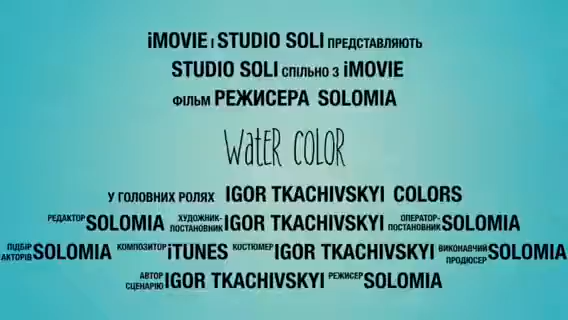 iMOVIE І STUDIO SOLI ПРЕДСТАВЛЯЮТЬ
STUDIO SOLI СПІЛЬНО З iMOVIE
ФІЛЬМ РЕЖИСЕРА SOLOMIA
WatER COLOR
У ГОЛОВНИХ РОЛЯХ IGOR TKACHIVSKYI COLORS
РЕДАКТОР SOLOMIA ХУДОЖНИК-ПОСТАНОВНИК IGOR TKACHIVSKYI ОПЕРАТОР-ПОСТАНОВНИК SOLOMIA
ПІДБІР АКТОРІВ SOLOMIA КОМПОЗИТОР iTUNES КОСТЮМЕР IGOR TKACHIVSKYI ВИКОНАВЧИЙ ПРОДЮСЕР SOLOMIA
АВТОР СЦЕНАРІЮ IGOR TKACHIVSKYI РЕЖИСЕР SOLOMIA